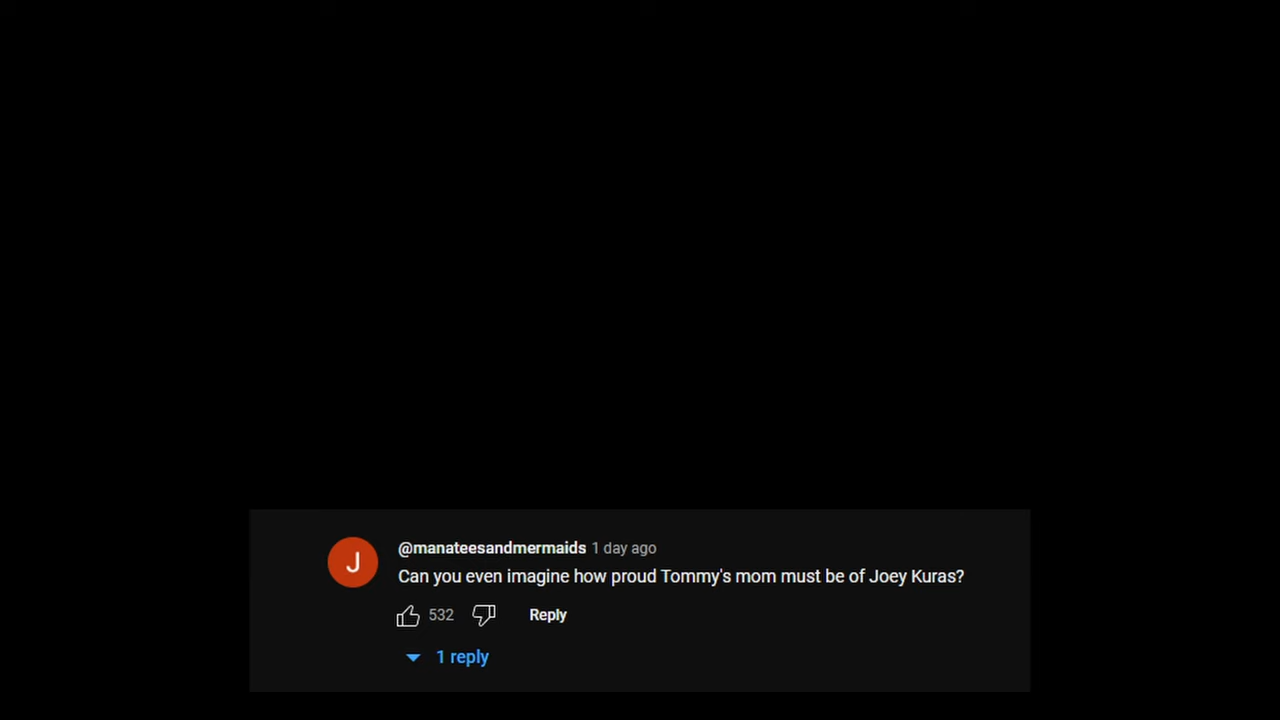 J
@manateesandmermaids 1 day ago
Can you even imagine how proud Tommy's mom must be of Joey Kuras?
532 Reply
1 reply